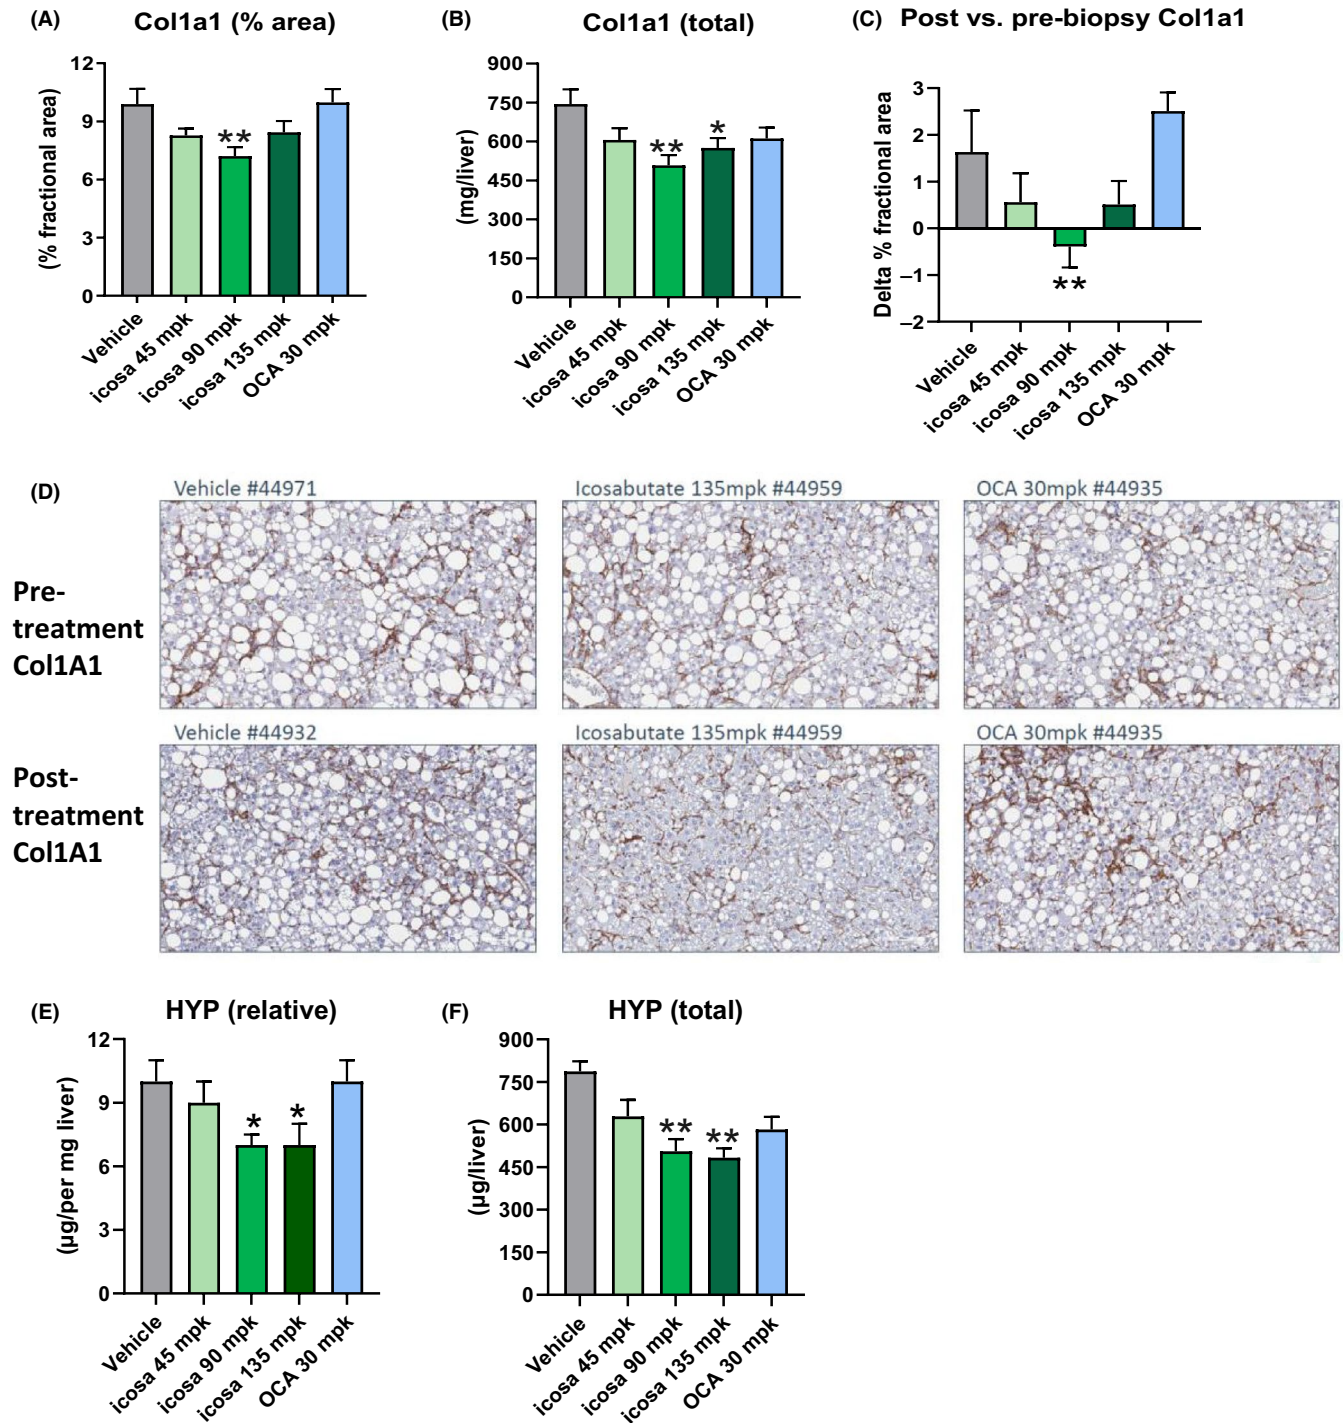 (A) Col1a1 (% area)
(% fractional area)
12
9
6
3
0
**
Vehicle
icosa 45 mpk
icosa 90 mpk
icosa 135 mpk
OCA 30 mpk
(B) Col1a1 (total)
(mg/liver)
900
750
600
450
300
150
0
**
*
Vehicle
icosa 45 mpk
icosa 90 mpk
icosa 135 mpk
OCA 30 mpk
(C) Post vs. pre-biopsy Col1a1
Delta % fractional area
3
2
1
0
–1
–2
**
Vehicle
icosa 45 mpk
icosa 90 mpk
icosa 135 mpk
OCA 30 mpk
(D)
Vehicle #44971
Icosabutate 135mpk #44959
OCA 30mpk #44935
Pre-
treatment
Col1A1
Vehicle #44932
Icosabutate 135mpk #44959
OCA 30mpk #44935
Post-
treatment
Col1A1
(E) HYP (relative)
(µg/per mg liver)
12
9
6
3
0
*
*
Vehicle
icosa 45 mpk
icosa 90 mpk
icosa 135 mpk
OCA 30 mpk
(F) HYP (total)
(µg/liver)
900
750
600
450
300
150
0
**
**
Vehicle
icosa 45 mpk
icosa 90 mpk
icosa 135 mpk
OCA 30 mpk